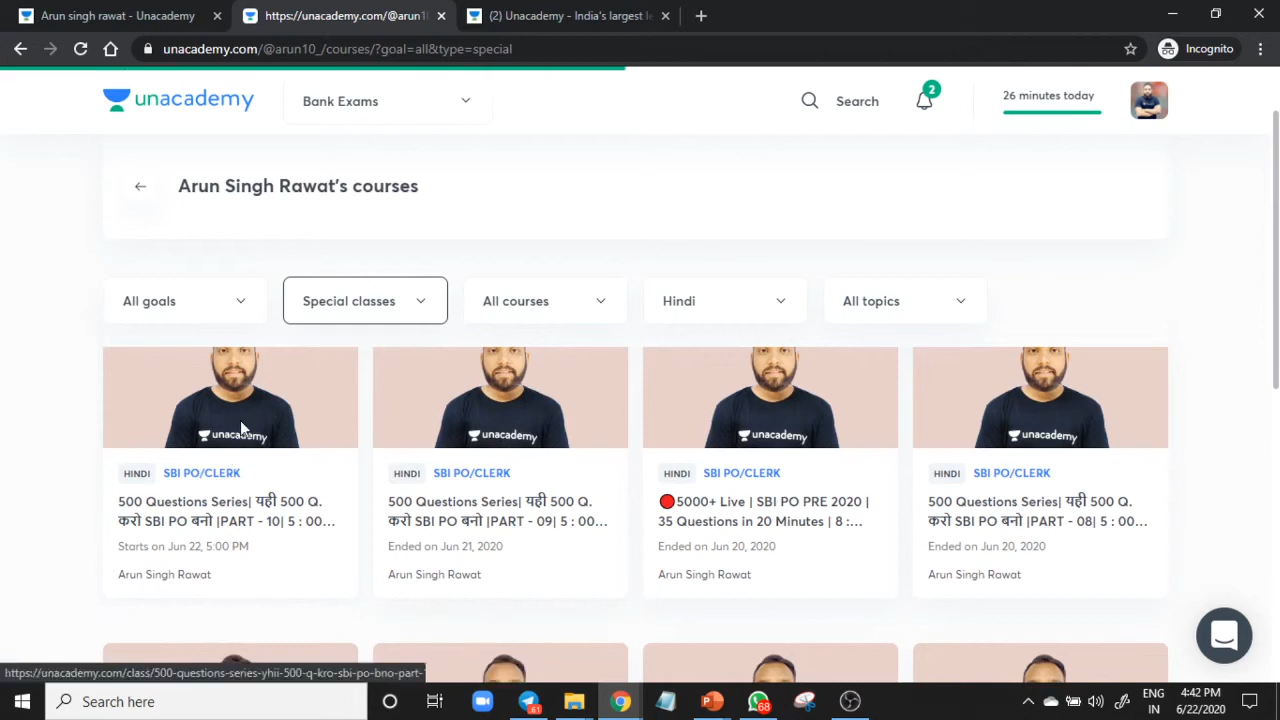 Arun singh rawat - Unacademy
https://unacademy.com/@arun1
(2) Unacademy - India's largest le
unacademy.com/@arun10_/courses/?goal=all&type=special
Incognito
unacademy
Bank Exams
Search
2
26 minutes today
Arun Singh Rawat's courses
All goals
Special classes
All courses
Hindi
All topics
unacademy
unacademy
unacademy
unacademy
HINDI SBI PO/CLERK
500 Questions Series| यही 500 Q.
करो SBI PO बनो |PART - 10| 5 : 00...
Starts on Jun 22, 5:00 PM
Arun Singh Rawat
HINDI SBI PO/CLERK
500 Questions Series| यही 500 Q.
करो SBI PO बनो |PART - 09| 5 : 00...
Ended on Jun 21, 2020
Arun Singh Rawat
HINDI SBI PO/CLERK
🔴5000+ Live | SBI PO PRE 2020 |
35 Questions in 20 Minutes | 8 :...
Ended on Jun 20, 2020
Arun Singh Rawat
HINDI SBI PO/CLERK
500 Questions Series| यही 500 Q.
करो SBI PO बनो |PART - 08| 5 : 00...
Ended on Jun 20, 2020
Arun Singh Rawat
https://unacademy.com/class/500-questions-series-yhii-500-q-kro-sbi-po-bno-part-
Search here
61
68
ENG
IN
4:42 PM
6/22/2020